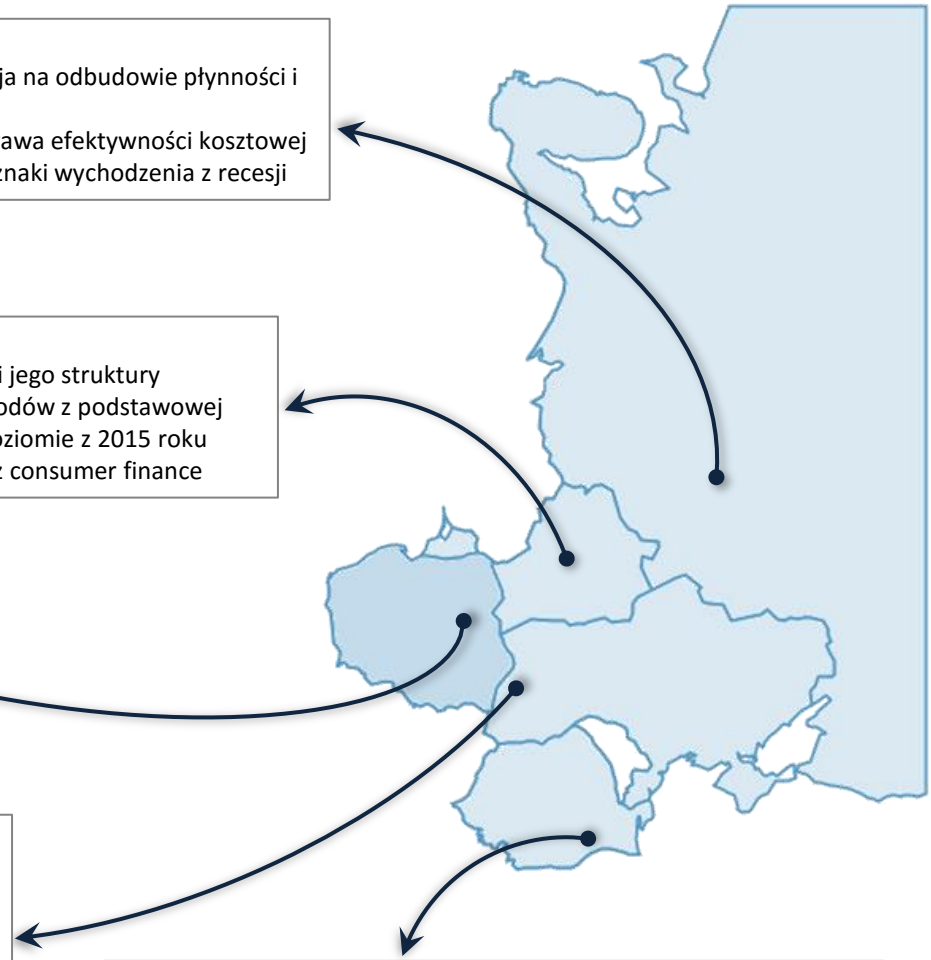 ja na odbudowie płynności i
awa efektywności kosztowej
znaki wychodzenia z recesji
i jego struktury
odów z podstawowej
oziomie z 2015 roku
z consumer finance